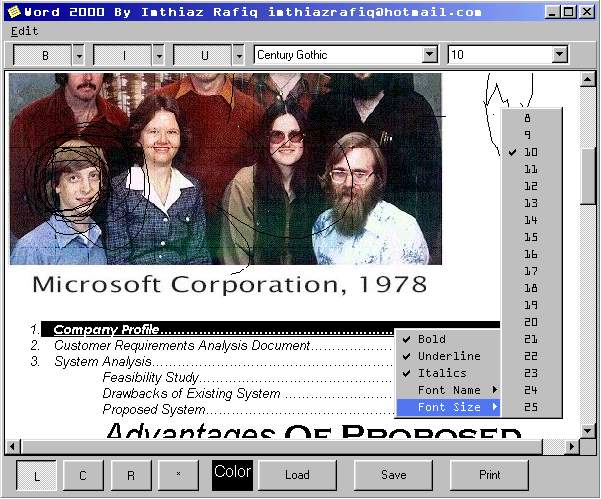 Word 2000 By Imthiaz Rafiq imthiazrafiq@hotmail.com
Edit
B I U Century Gothic 10
Microsoft Corporation, 1978
1. Company Profile
2. Customer Requirements Analysis Document
3. System Analysis
Feasibility Study
Drawbacks of Existing System
Proposed System
Advantages OF PROPOSED
Bold
Underline
Italics
Font Name
Font Size
8
9
10
11
12
13
14
15
16
17
18
19
20
21
22
23
24
25
L C R * Color Load Save Print